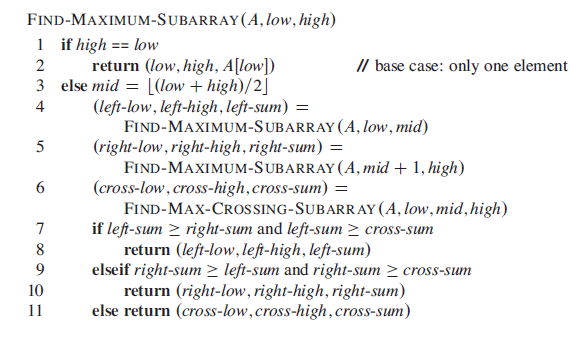 FIND-MAXIMUM-SUBARRAY(A, low, high)
1 if high == low
2 return (low, high, A[low]) // base case: only one element
3 else mid = ⌊(low + high)/2⌋
4 (left-low, left-high, left-sum) =
FIND-MAXIMUM-SUBARRAY(A, low, mid)
5 (right-low, right-high, right-sum) =
FIND-MAXIMUM-SUBARRAY(A, mid + 1, high)
6 (cross-low, cross-high, cross-sum) =
FIND-MAX-CROSSING-SUBARRAY(A, low, mid, high)
7 if left-sum ≥ right-sum and left-sum ≥ cross-sum
8 return (left-low, left-high, left-sum)
9 elseif right-sum ≥ left-sum and right-sum ≥ cross-sum
10 return (right-low, right-high, right-sum)
11 else return (cross-low, cross-high, cross-sum)